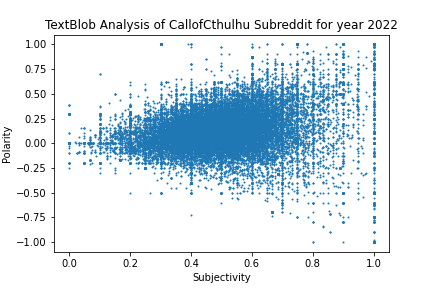 TextBlob Analysis of CallofCthulhu Subreddit for year 2022
1.00
0.75
0.50
0.25
0.00
−0.25
−0.50
−0.75
−1.00
Polarity
0.0 0.2 0.4 0.6 0.8 1.0
Subjectivity